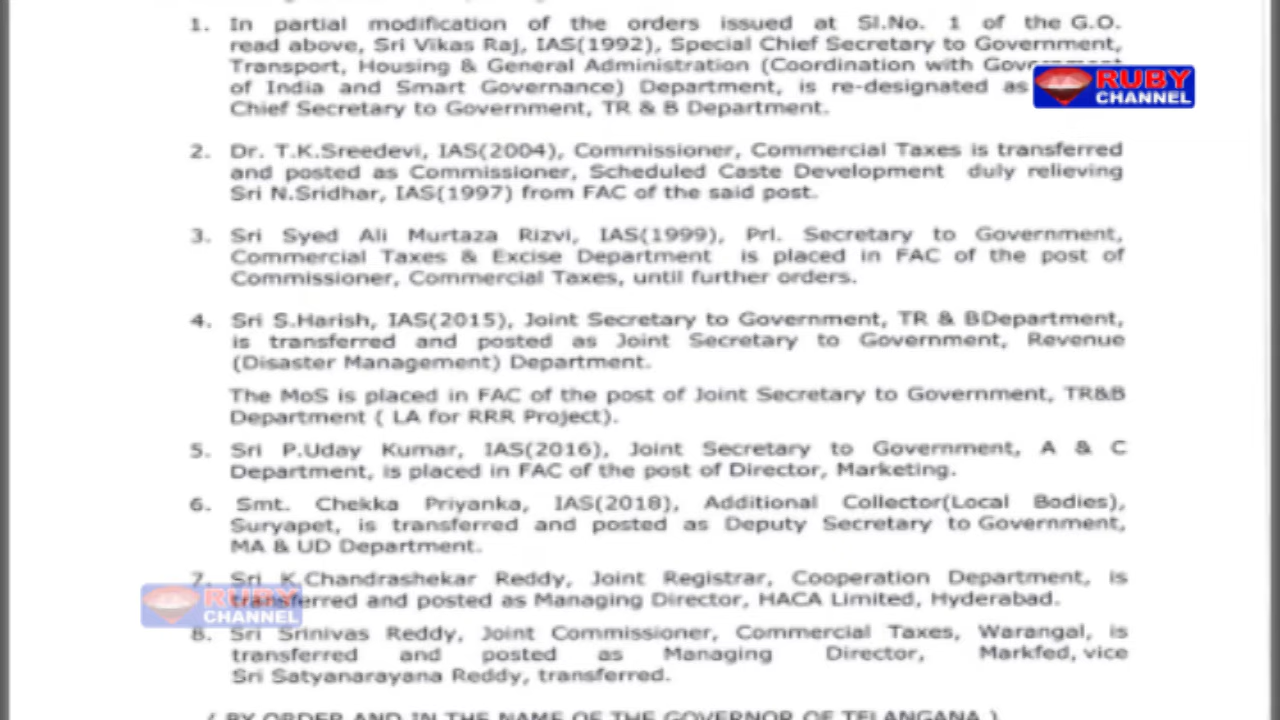 1. In partial modification of the orders issued at Sl.No. 1 of the G.O.
read above, Sri Vikas Raj, IAS(1992), Special Chief Secretary to Government,
Transport, Housing & General Administration (Coordination with
of India and Smart Governance) Department, is re-designated as
Chief Secretary to Government, TR & B Department.
RUBY
CHANNEL
2. Dr. T.K.Sreedevi, IAS(2004), Commissioner, Commercial Taxes is transferred
and posted as Commissioner, Scheduled Caste Development duly relieving
Sri N.Sridhar, IAS(1997) from FAC of the said post.
3. Sri Syed Ali Murtaza Rizvi, IAS(1999), Prl. Secretary to Government,
Commercial Taxes & Excise Department is placed in FAC of the post of
Commissioner, Commercial Taxes, until further orders.
4. Sri S.Harish, IAS(2015), Joint Secretary to Government, TR & BDepartment,
is transferred and posted as Joint Secretary to Government, Revenue
(Disaster Management) Department.
The MoS is placed in FAC of the post of Joint Secretary to Government, TR&B
Department ( LA for RRR Project).
5. Sri P.Uday Kumar, IAS(2016), Joint Secretary to Government, A & C
Department, is placed in FAC of the post of Director, Marketing.
6. Smt. Chekka Priyanka, IAS(2018), Additional Collector(Local Bodies),
Suryapet, is transferred and posted as Deputy Secretary to Government,
MA & UD Department.
7. Sri K.Chandrashekar Reddy, Joint Registrar, Cooperation Department, is
transferred and posted as Managing Director, HACA Limited, Hyderabad.
RUBY
CHANNEL
8. Sri Srinivas Reddy, Joint Commissioner, Commercial Taxes, Warangal, is
transferred and posted as Managing Director, Markfed, vice
Sri Satyanarayana Reddy, transferred.
( BY ORDER AND IN THE NAME OF THE GOVERNOR OF TELANGANA )